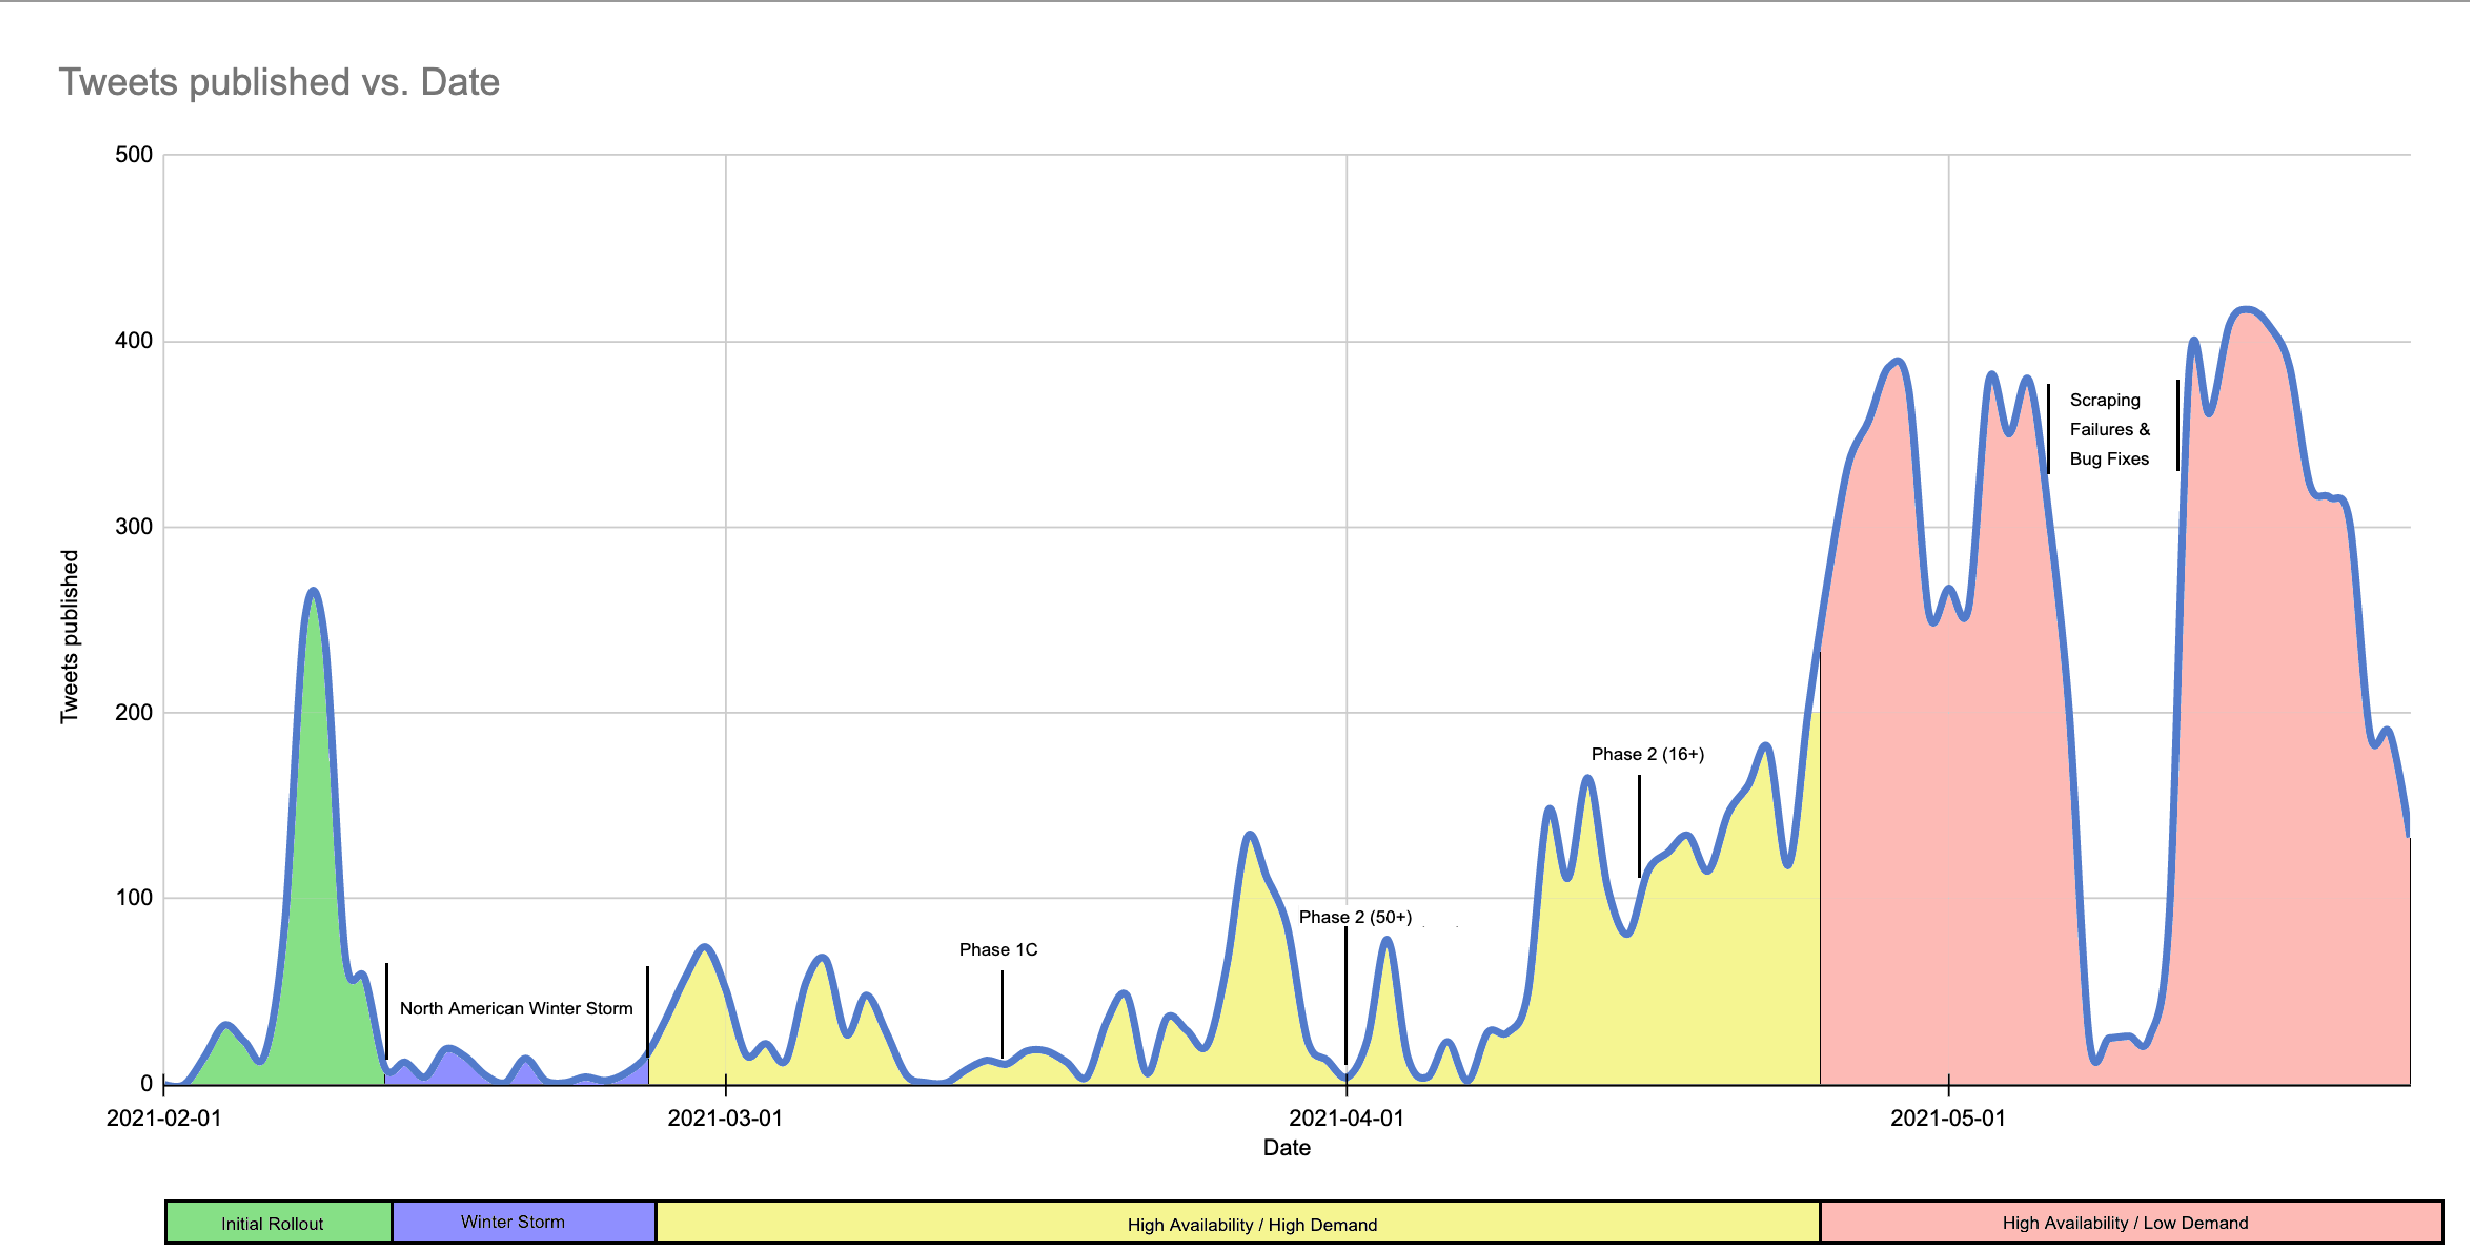 Tweets published vs. Date
500
400
300
200
100
0
Tweets published
Scraping
Failures &
Bug Fixes
Phase 2 (16+)
Phase 2 (50+)
Phase 1C
North American Winter Storm
2021-02-01
2021-03-01
2021-04-01
2021-05-01
Date
Initial Rollout
Winter Storm
High Availability / High Demand
High Availability / Low Demand